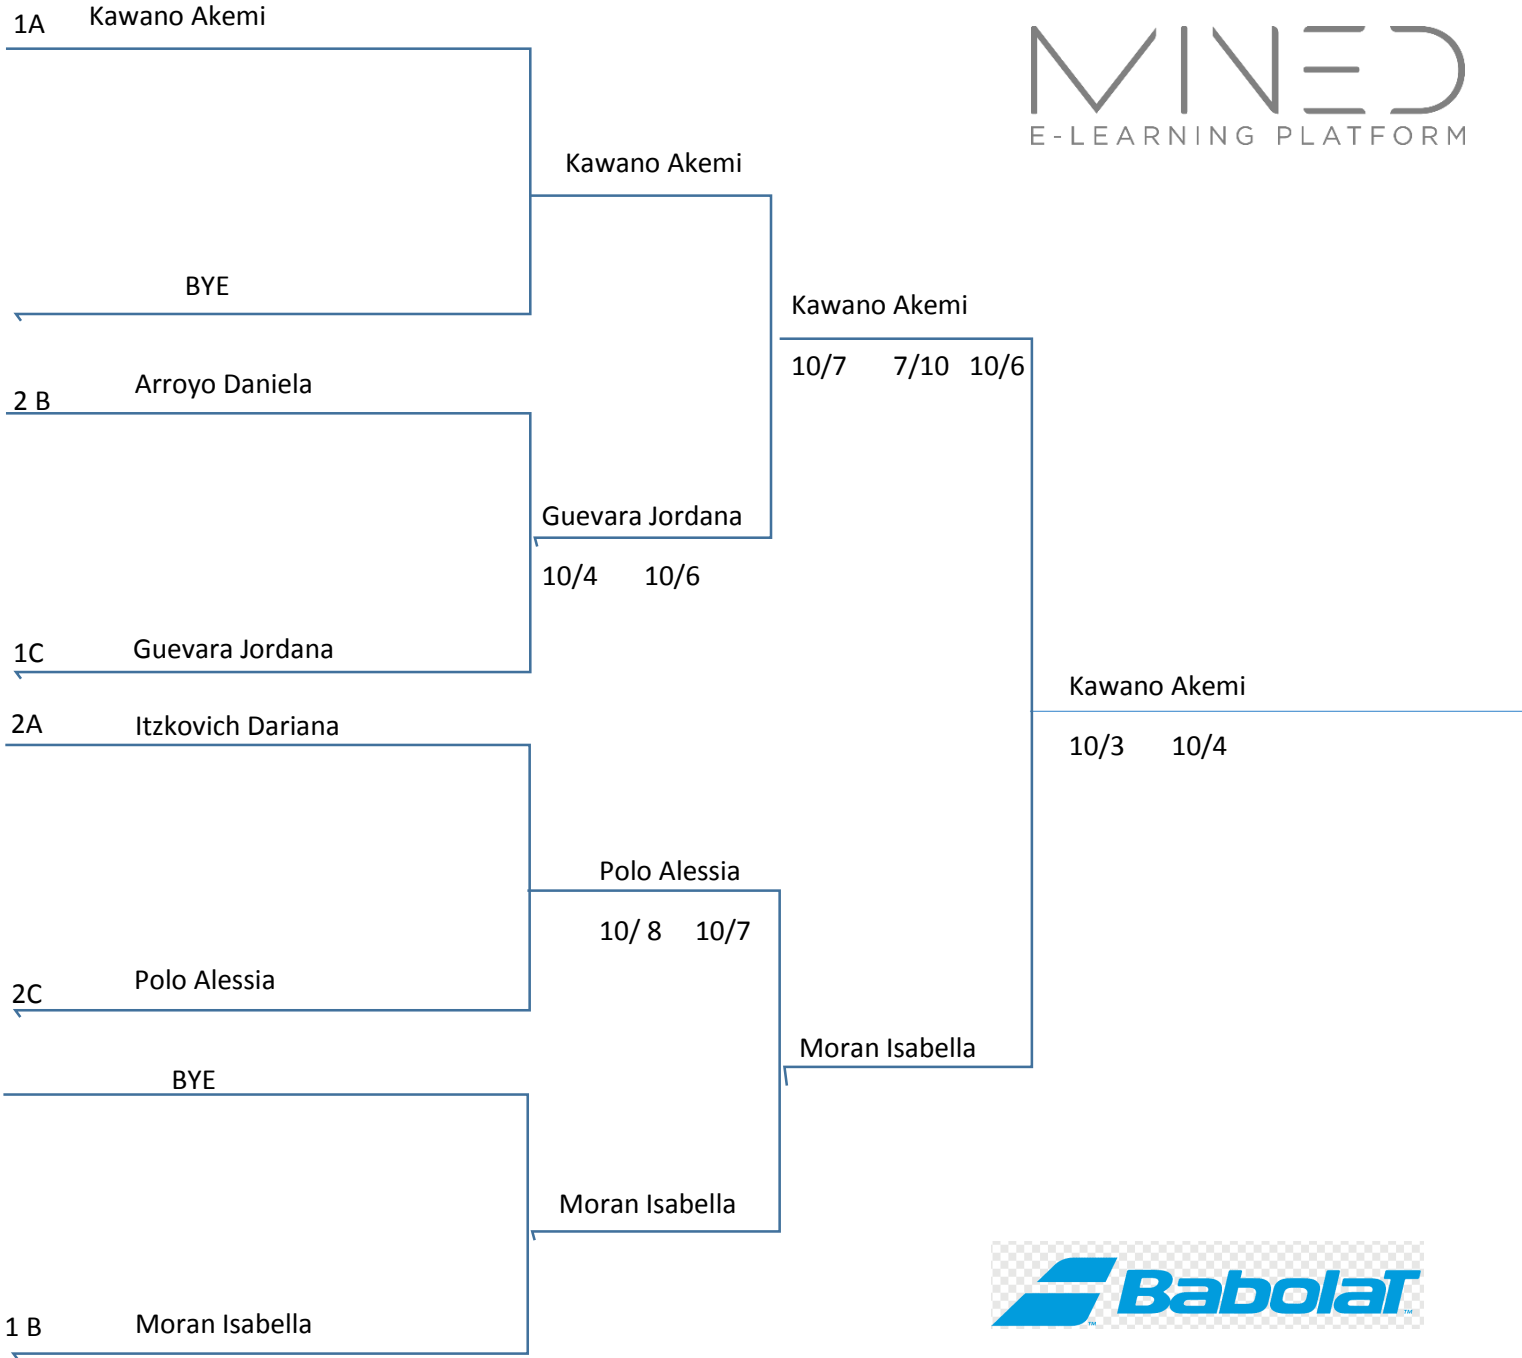 1A Kawano Akemi
MINED
E-LEARNING PLATFORM
Kawano Akemi
BYE
Kawano Akemi
10/7 7/10 10/6
2 B Arroyo Daniela
Guevara Jordana
10/4 10/6
1C Guevara Jordana
Kawano Akemi
10/3 10/4
2A Itzkovich Dariana
Polo Alessia
10/ 8 10/7
2C Polo Alessia
Moran Isabella
BYE
Moran Isabella
BabolaT
1 B Moran Isabella